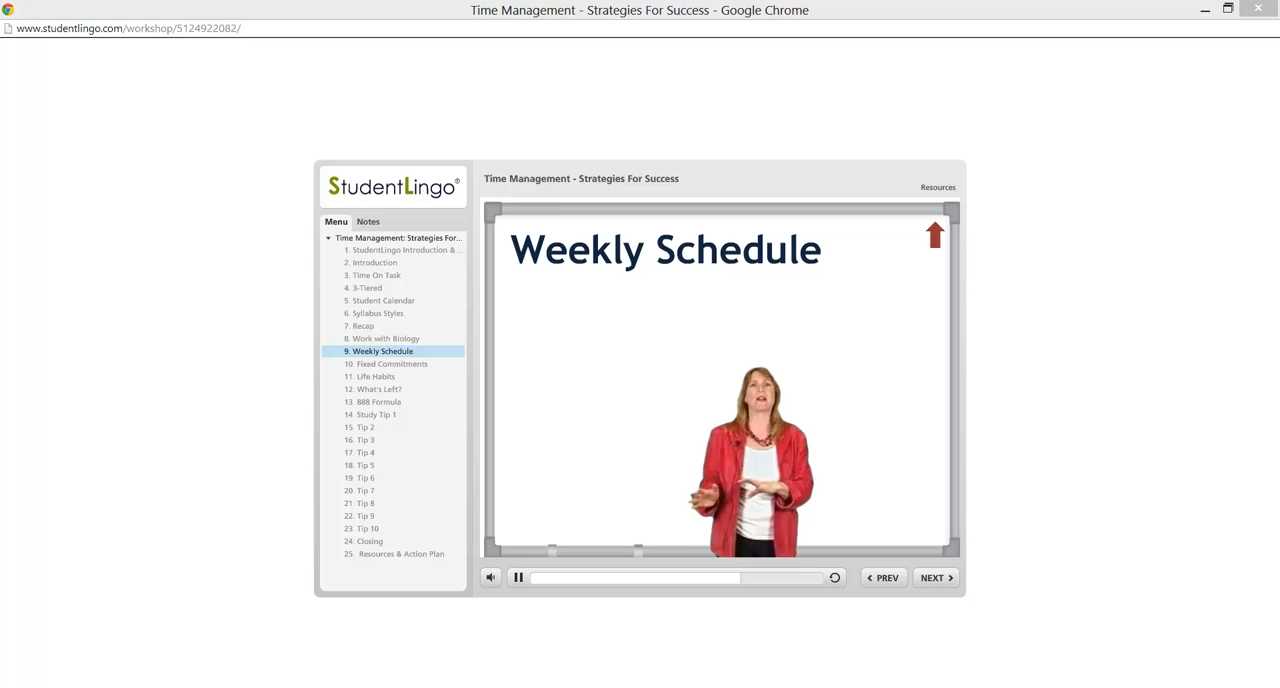 Time Management - Strategies For Success - Google Chrome
www.studentlingo.com/workshop/5124922082/
StudentLingo®
Time Management - Strategies For Success
Resources
Menu Notes
Time Management: Strategies For...
1. StudentLingo Introduction & ...
2. Introduction
3. Time On Task
4. 3-Tiered
5. Student Calendar
6. Syllabus Styles
7. Recap
8. Work with Biology
9. Weekly Schedule
10. Fixed Commitments
11. Life Habits
12. What's Left?
13. 888 Formula
14. Study Tip 1
15. Tip 2
16. Tip 3
17. Tip 4
18. Tip 5
19. Tip 6
20. Tip 7
21. Tip 8
22. Tip 9
23. Tip 10
24. Closing
25. Resources & Action Plan
Weekly Schedule
PREV
NEXT